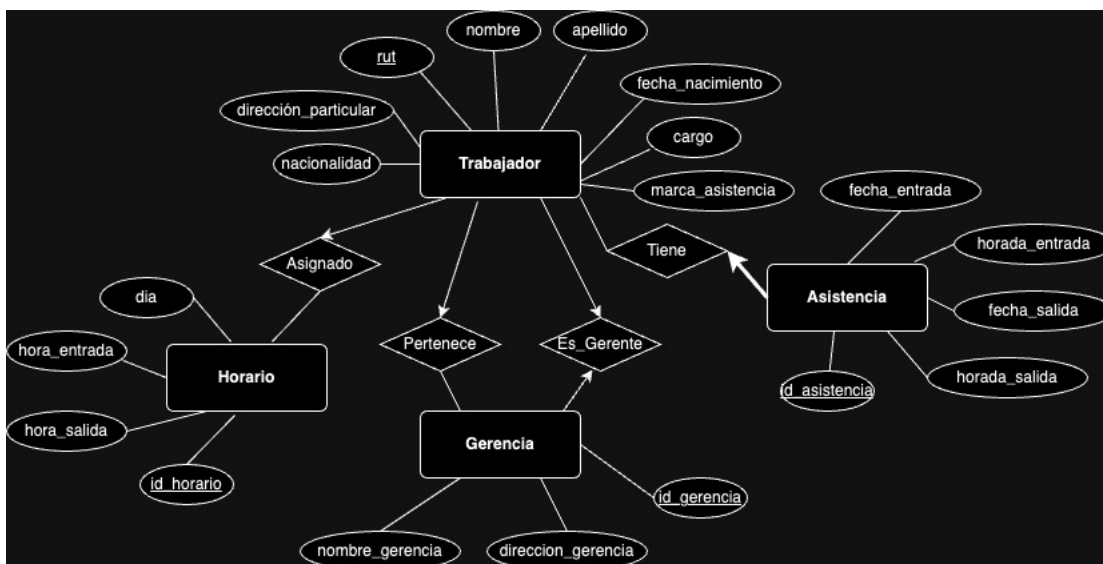 nombre
apellido
rut
fecha_nacimiento
dirección_particular
cargo
Trabajador
nacionalidad
marca_asistencia
fecha_entrada
Tiene
horada_entrada
Asignado
dia
Asistencia
fecha_salida
hora_entrada
Pertenece
Es_Gerente
Horario
horada_salida
id_asistencia
hora_salida
Gerencia
id_horario
id_gerencia
nombre_gerencia
direccion_gerencia